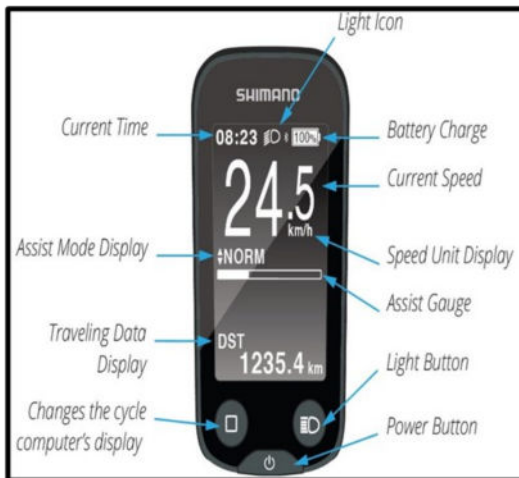 Light Icon
SHIMANO
Current Time
08:23
100%
Battery Charge
24.5
km/h
Current Speed
Assist Mode Display
NORM
Speed Unit Display
Assist Gauge
Traveling Data
Display
DST
1235.4 km
Light Button
Changes the cycle
computer's display
Power Button